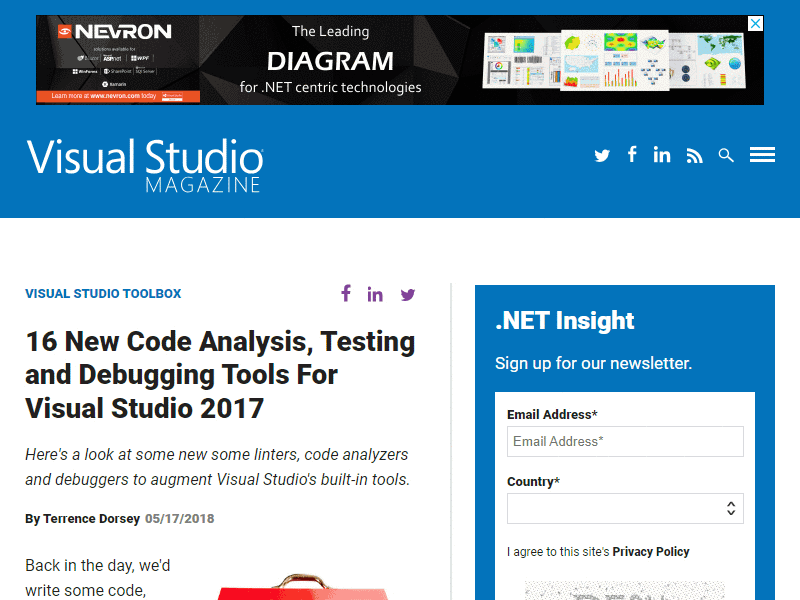 NEVRON
solutions available for:
ASP.net
WPF
WinForms
SharePoint
SQL Server
Xamarin
Learn more at www.nevron.com today
The Leading
DIAGRAM
for .NET centric technologies
Visual Studio
MAGAZINE
VISUAL STUDIO TOOLBOX
16 New Code Analysis, Testing
and Debugging Tools For
Visual Studio 2017
Here's a look at some new some linters, code analyzers
and debuggers to augment Visual Studio's built-in tools.
By Terrence Dorsey 05/17/2018
Back in the day, we'd
write some code,
.NET Insight
Sign up for our newsletter.
Email Address*
Email Address*
Country*
I agree to this site's Privacy Policy